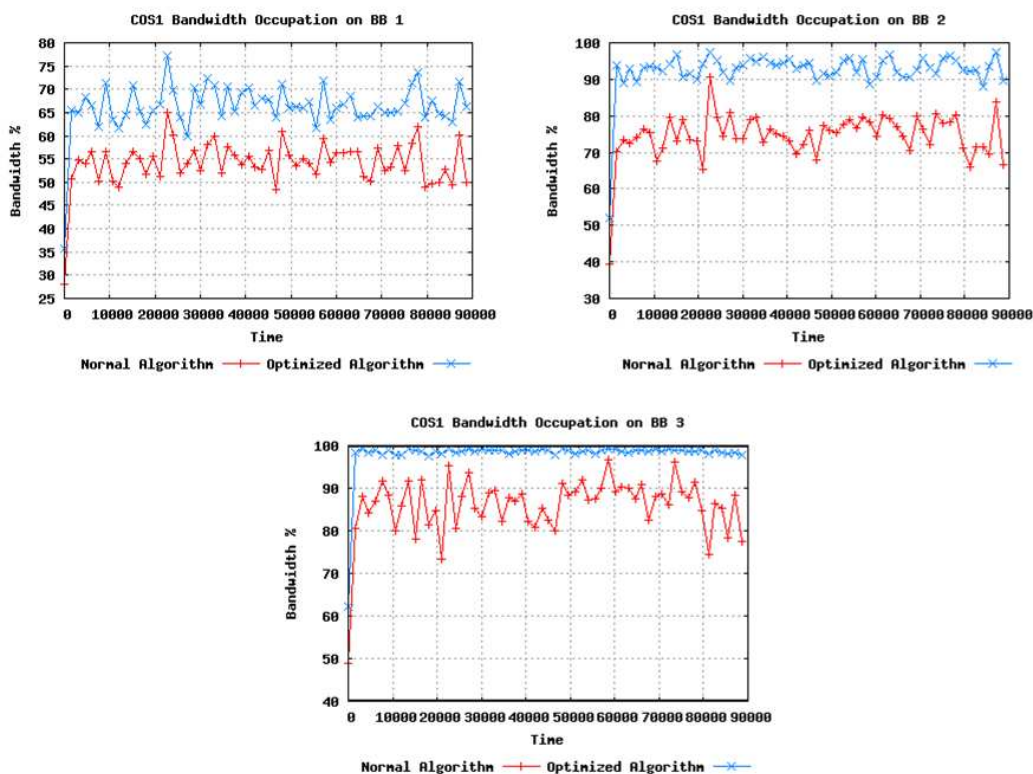 COS1 Bandwidth Occupation on BB 1
80
75
70
65
60
55
50
45
40
35
30
25
Bandwidth %
0 10000 20000 30000 40000 50000 60000 70000 80000 90000
Time
Normal Algorithm Optimized Algorithm
COS1 Bandwidth Occupation on BB 2
100
90
80
70
60
50
40
30
Bandwidth %
0 10000 20000 30000 40000 50000 60000 70000 80000 90000
Time
Normal Algorithm Optimized Algorithm
COS1 Bandwidth Occupation on BB 3
100
90
80
70
60
50
40
Bandwidth %
0 10000 20000 30000 40000 50000 60000 70000 80000 90000
Time
Normal Algorithm Optimized Algorithm